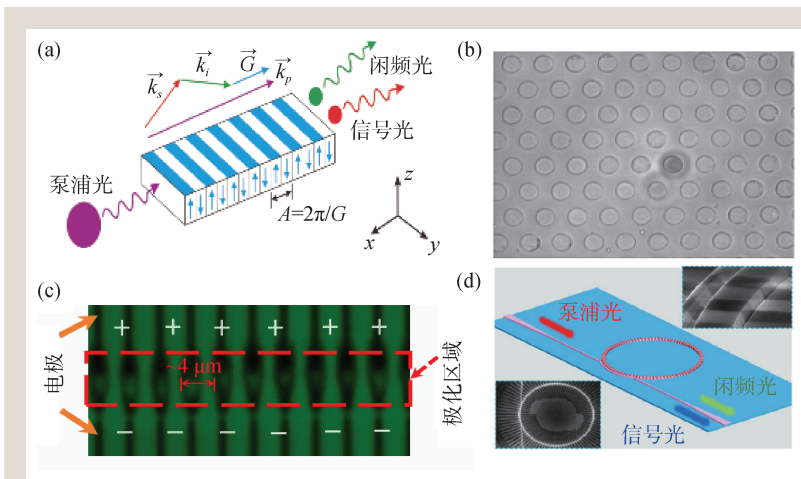 (a)
k_s
k_i
G
k_p
闲频光
信号光
泵浦光
A=2π/G
z
x
y
(b)
(c)
+ + + + + +
电极
~4 μm
极化区域
− − − − − −
(d)
泵浦光
闲频光
信号光